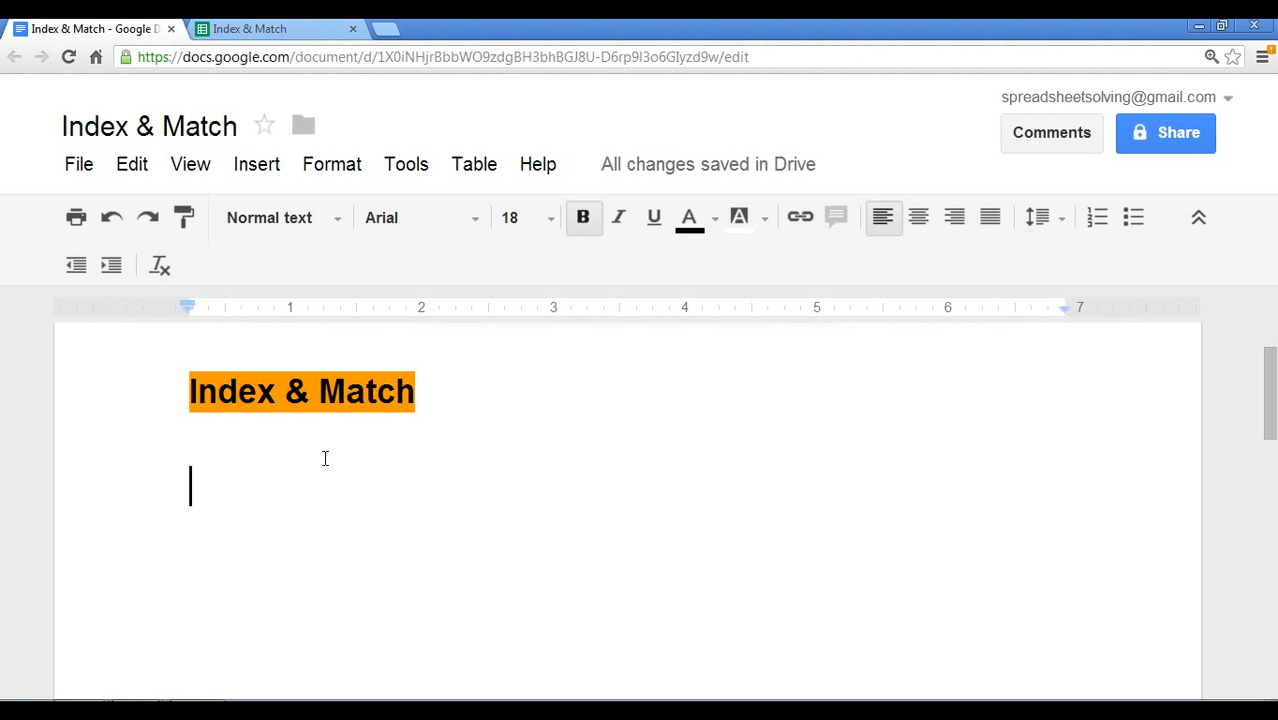 Index & Match - Google D
Index & Match
https://docs.google.com/document/d/1X0iNHjrBbbWO9zdgBH3bhBGJ8U-D6rp9l3o6GIyzd9w/edit
spreadsheetsolving@gmail.com
Index & Match
Comments
Share
File Edit View Insert Format Tools Table Help All changes saved in Drive
Normal text Arial 18 B I U A A
1 2 3 4 5 6 7
Index & Match